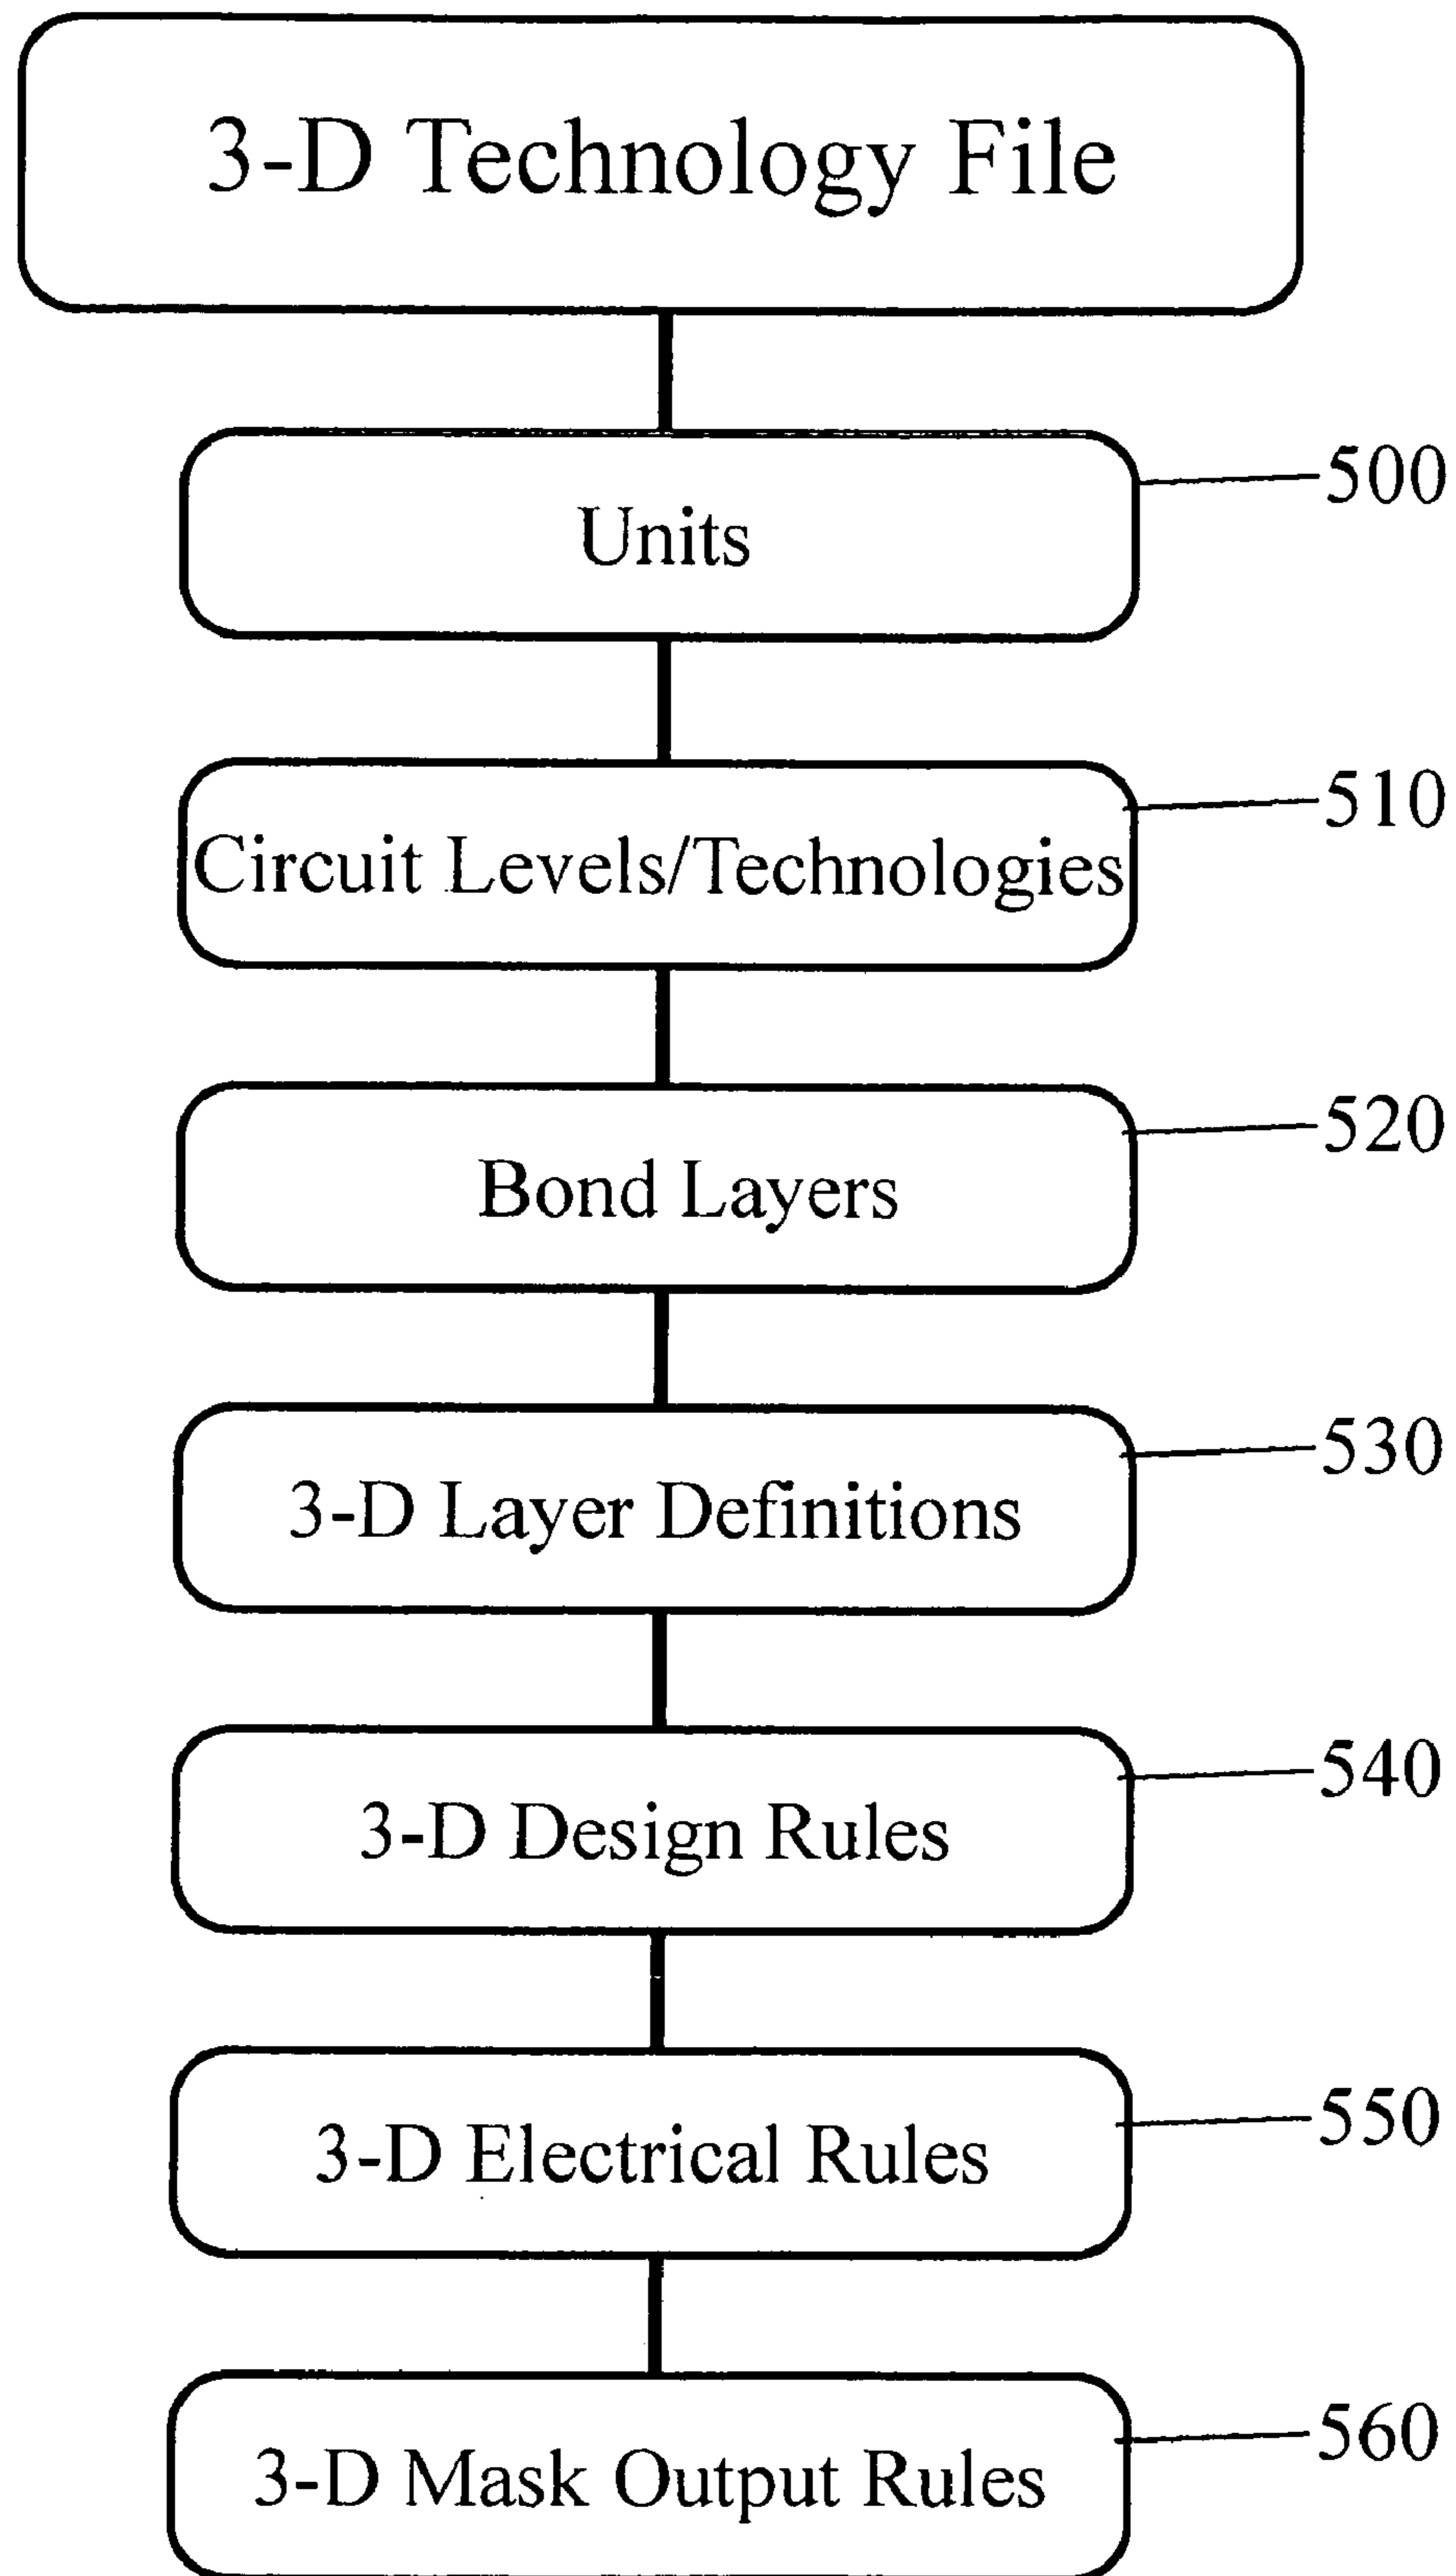 3-D Technology File
500
Units
510
Circuit Levels/Technologies
520
Bond Layers
530
3-D Layer Definitions
540
3-D Design Rules
550
3-D Electrical Rules
560
3-D Mask Output Rules